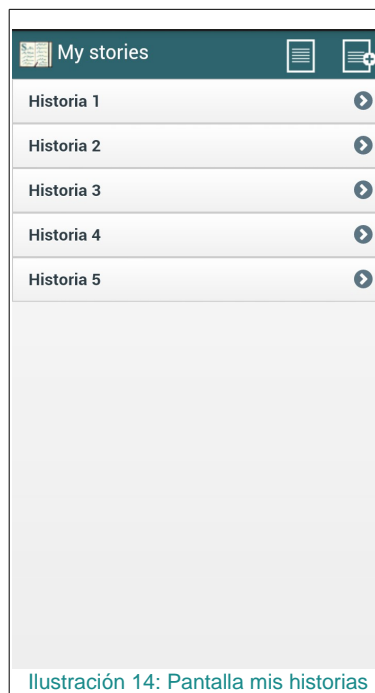 My stories
Historia 1
Historia 2
Historia 3
Historia 4
Historia 5
Ilustración 14: Pantalla mis historias